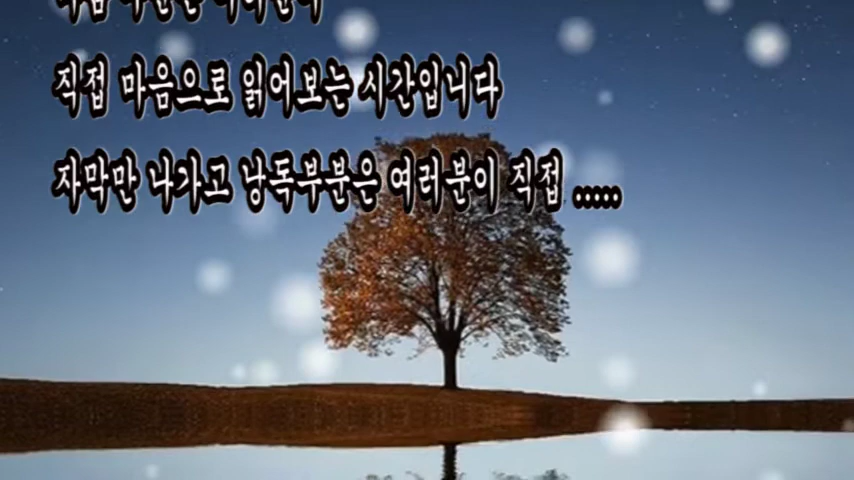 직접 마음으로 읽어보는 시간입니다
자막만 나가고 낭독부분은 여러분이 직접 .....